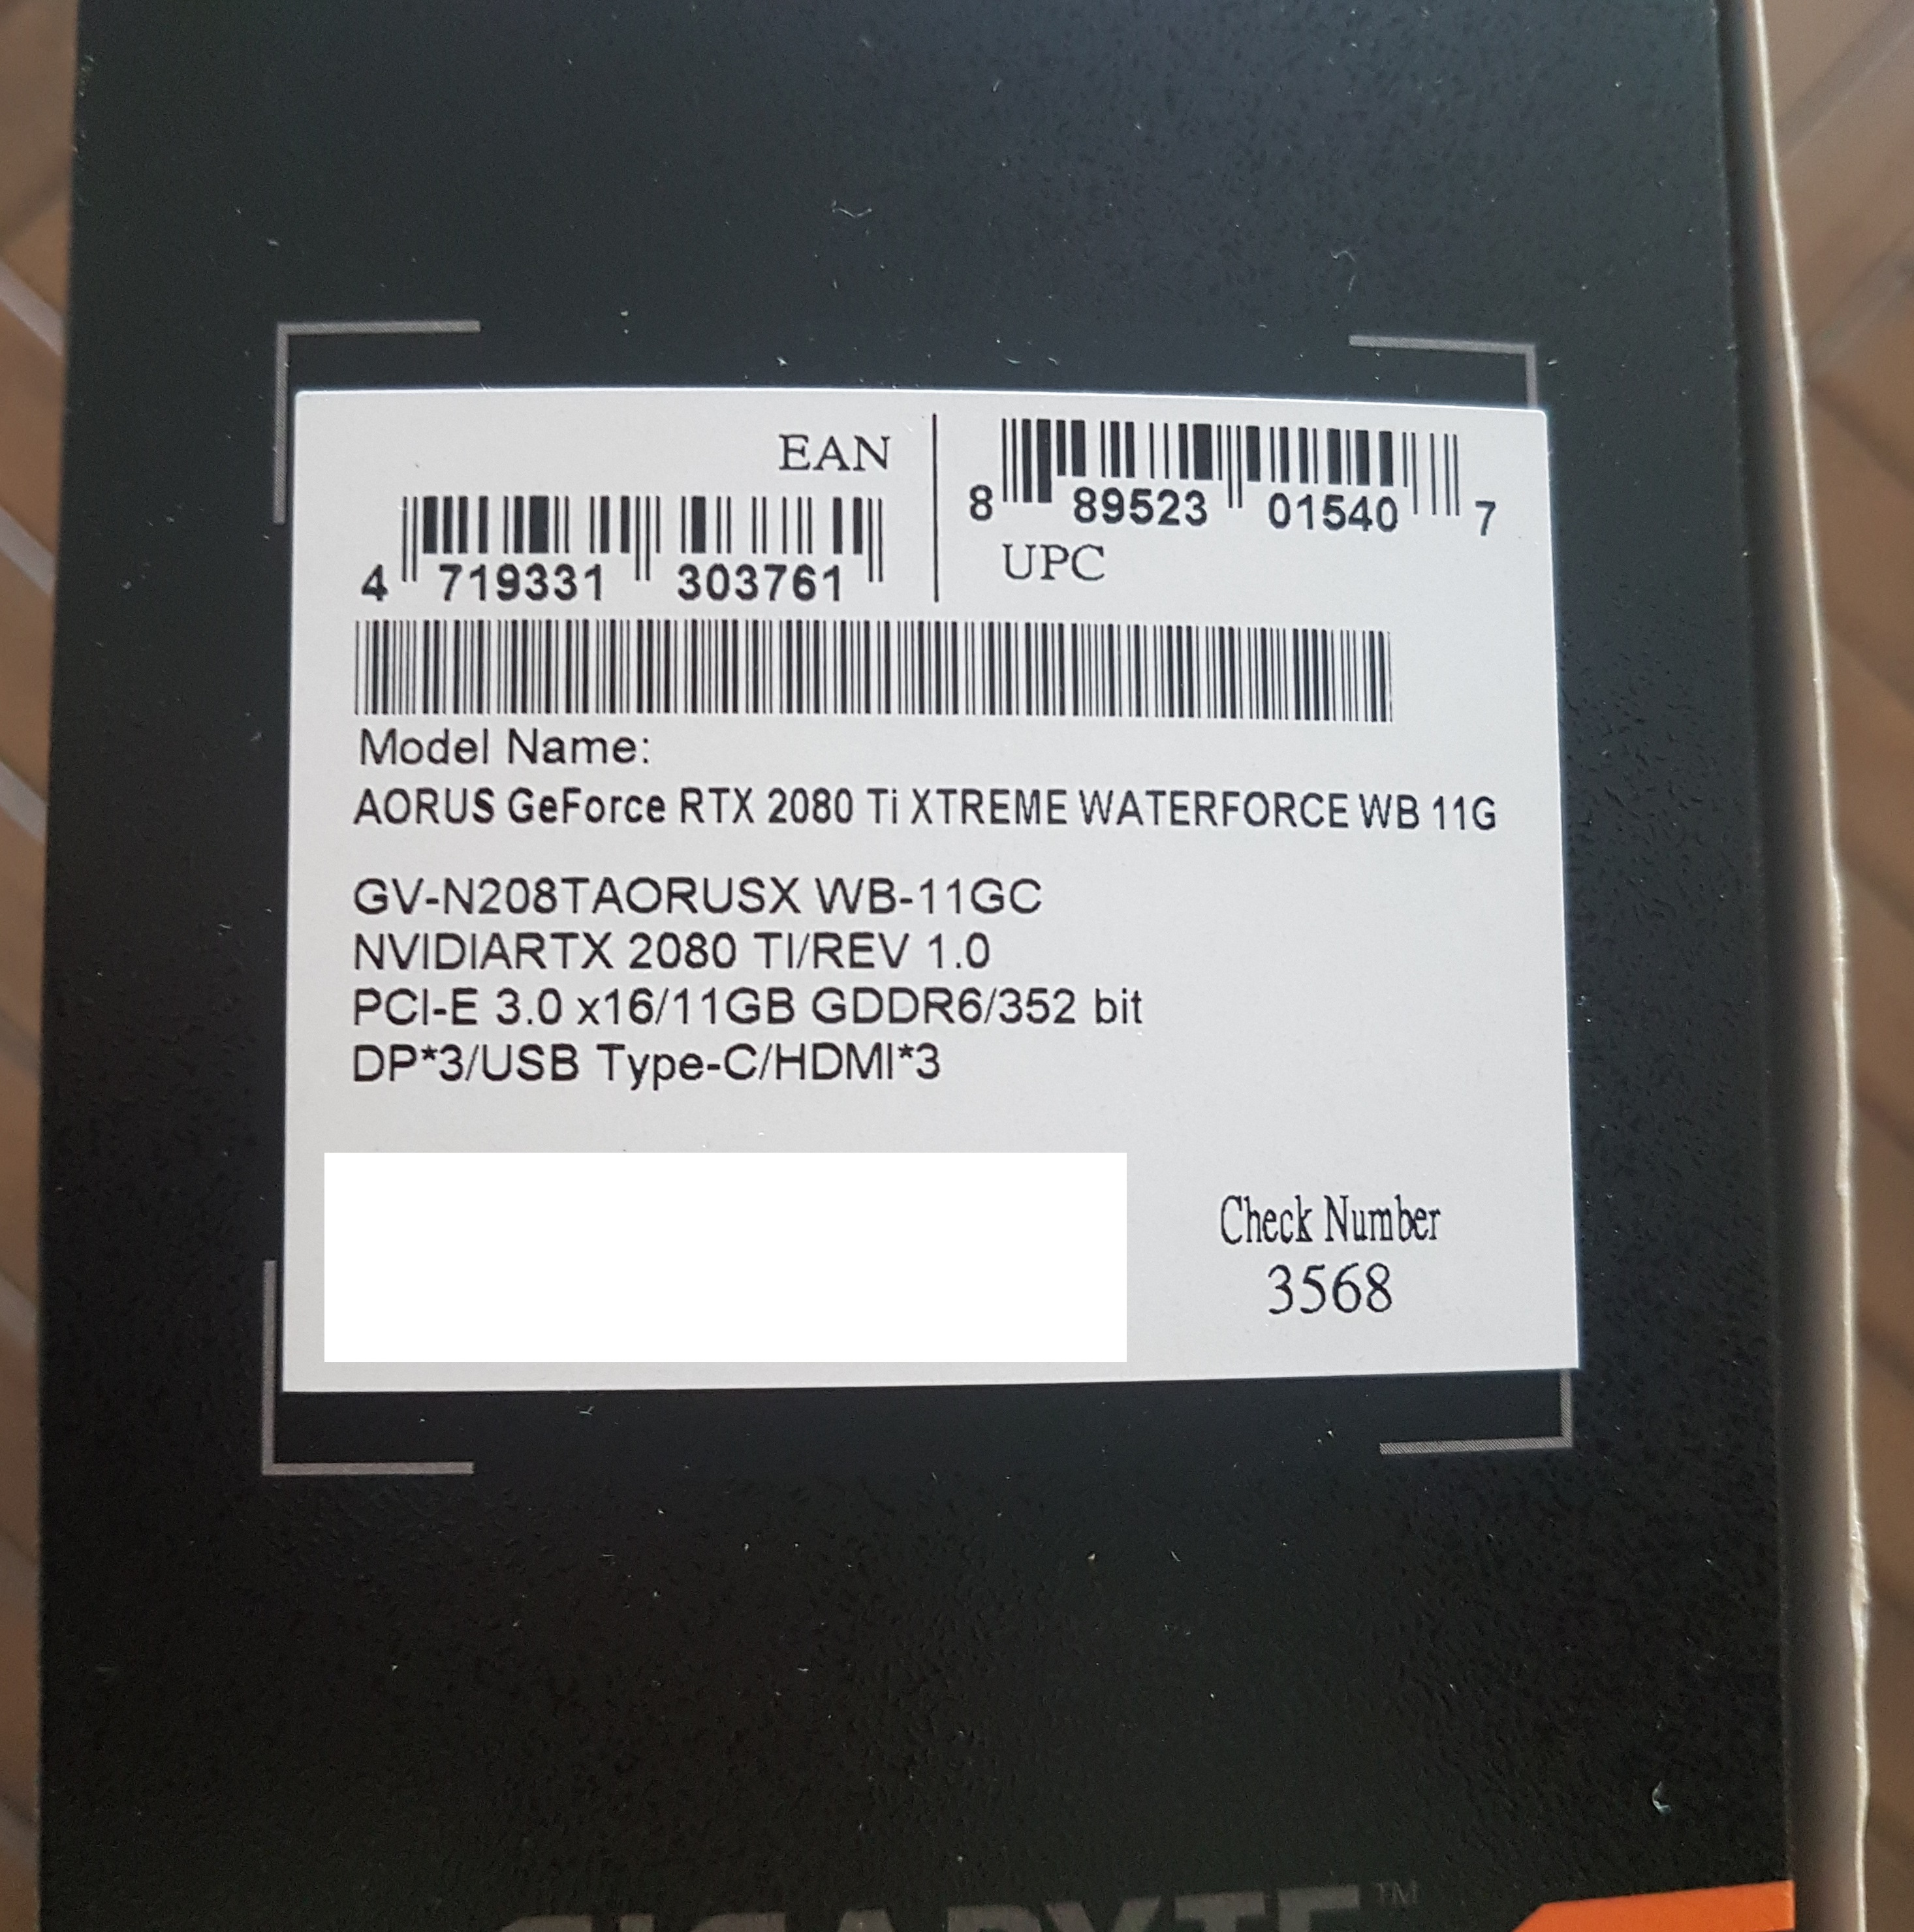 EAN
4 719331 303761
8 89523 01540 7
UPC
Model Name:
AORUS GeForce RTX 2080 Ti XTREME WATERFORCE WB 11G
GV-N208TAORUSX WB-11GC
NVIDIARTX 2080 TI/REV 1.0
PCI-E 3.0 x16/11GB GDDR6/352 bit
DP*3/USB Type-C/HDMI*3
Check Number
3568
GIGABYTE™